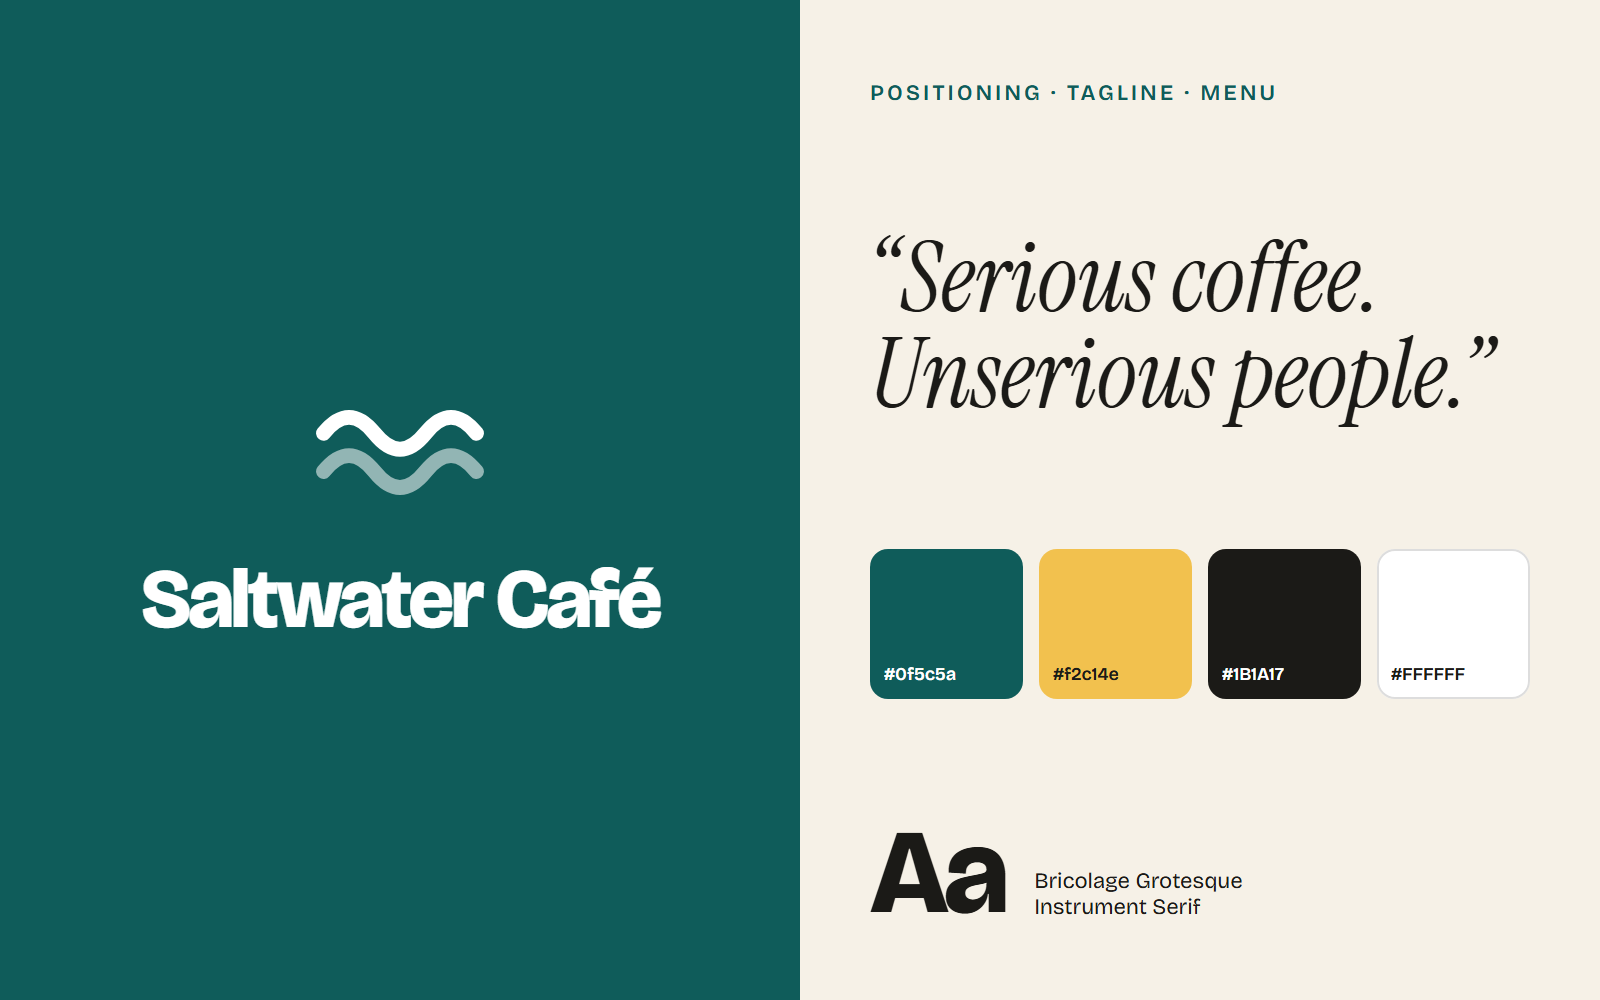 Saltwater Café
POSITIONING · TAGLINE · MENU
“Serious coffee.
Unserious people.”
#0f5c5a
#f2c14e
#1B1A17
#FFFFFF
Aa
Bricolage Grotesque
Instrument Serif